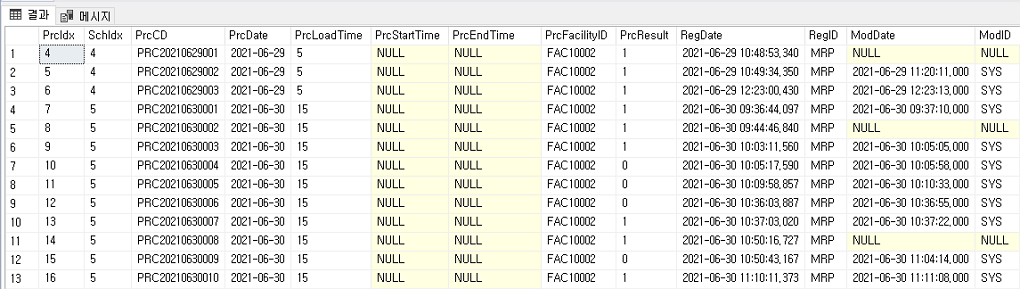 결과 메시지
PrcIdx SchIdx PrcCD PrcDate PrcLoadTime PrcStartTime PrcEndTime PrcFacilityID PrcResult RegDate RegID ModDate ModID
1 4 4 PRC20210629001 2021-06-29 5 NULL NULL FAC10002 1 2021-06-29 10:48:53,340 MRP NULL NULL
2 5 4 PRC20210629002 2021-06-29 5 NULL NULL FAC10002 1 2021-06-29 10:49:34,350 MRP 2021-06-29 11:20:11,000 SYS
3 6 4 PRC20210629003 2021-06-29 5 NULL NULL FAC10002 1 2021-06-29 12:23:00,430 MRP 2021-06-29 12:23:13,000 SYS
4 7 5 PRC20210630001 2021-06-30 15 NULL NULL FAC10002 1 2021-06-30 09:36:44,097 MRP 2021-06-30 09:37:10,000 SYS
5 8 5 PRC20210630002 2021-06-30 15 NULL NULL FAC10002 1 2021-06-30 09:44:46,840 MRP NULL NULL
6 9 5 PRC20210630003 2021-06-30 15 NULL NULL FAC10002 1 2021-06-30 10:03:11,560 MRP 2021-06-30 10:05:05,000 SYS
7 10 5 PRC20210630004 2021-06-30 15 NULL NULL FAC10002 0 2021-06-30 10:05:17,590 MRP 2021-06-30 10:05:58,000 SYS
8 11 5 PRC20210630005 2021-06-30 15 NULL NULL FAC10002 0 2021-06-30 10:09:58,857 MRP 2021-06-30 10:10:33,000 SYS
9 12 5 PRC20210630006 2021-06-30 15 NULL NULL FAC10002 0 2021-06-30 10:36:03,887 MRP 2021-06-30 10:36:55,000 SYS
10 13 5 PRC20210630007 2021-06-30 15 NULL NULL FAC10002 1 2021-06-30 10:37:03,020 MRP 2021-06-30 10:37:22,000 SYS
11 14 5 PRC20210630008 2021-06-30 15 NULL NULL FAC10002 1 2021-06-30 10:50:16,727 MRP NULL NULL
12 15 5 PRC20210630009 2021-06-30 15 NULL NULL FAC10002 0 2021-06-30 10:50:43,167 MRP 2021-06-30 11:04:14,000 SYS
13 16 5 PRC20210630010 2021-06-30 15 NULL NULL FAC10002 1 2021-06-30 11:10:11,373 MRP 2021-06-30 11:11:08,000 SYS